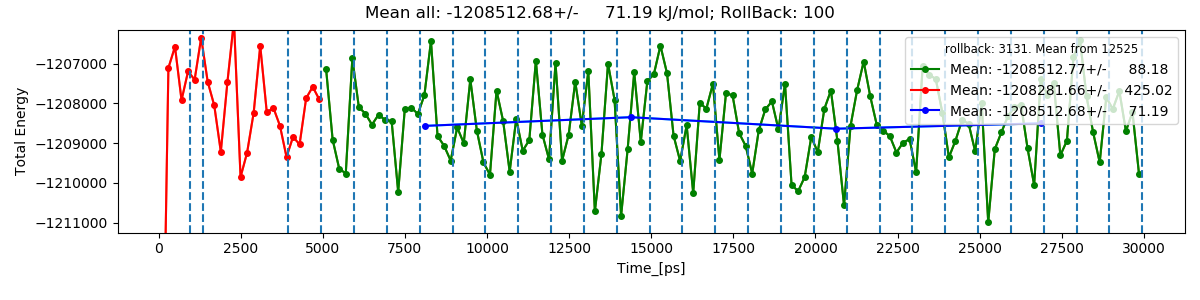 Mean all: -1208512.68+/- 71.19 kJ/mol; RollBack: 100
rollback: 3131. Mean from 12525
Mean: -1208512.77+/- 88.18
Mean: -1208281.66+/- 425.02
Mean: -1208512.68+/- 71.19
Total Energy
−1207000
−1208000
−1209000
−1210000
−1211000
0 2500 5000 7500 10000 12500 15000 17500 20000 22500 25000 27500 30000
Time_[ps]